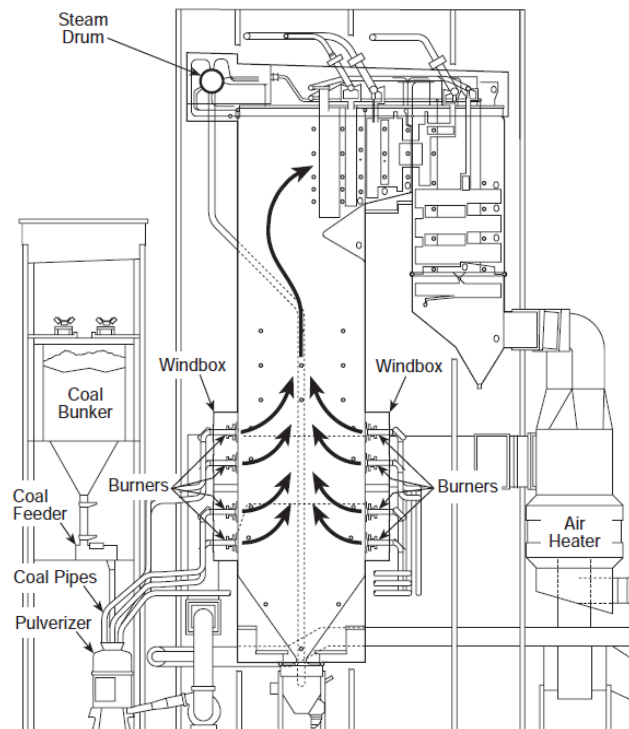 Steam
Drum
Windbox
Windbox
Coal
Bunker
Burners
Burners
Coal
Feeder
Air
Heater
Coal Pipes
Pulverizer